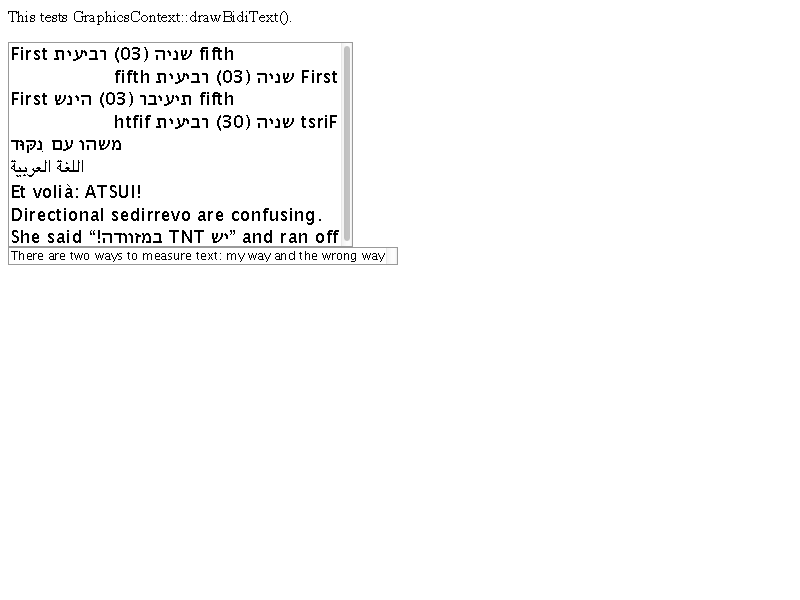 This tests GraphicsContext::drawBidiText().
First שניה (03) רביעית fifth
First שניה (03) רביעית fifth
First תיעיבר (03) הינש fifth
tsriF שניה (30) רביעית htfif
משהו עם נִקּוּד
اللغة العربية
Et volià: ATSUI!
Directional sedirrevo are confusing.
She said “יש TNT במזוודה!” and ran off
There are two ways to measure text: my way and the wrong way